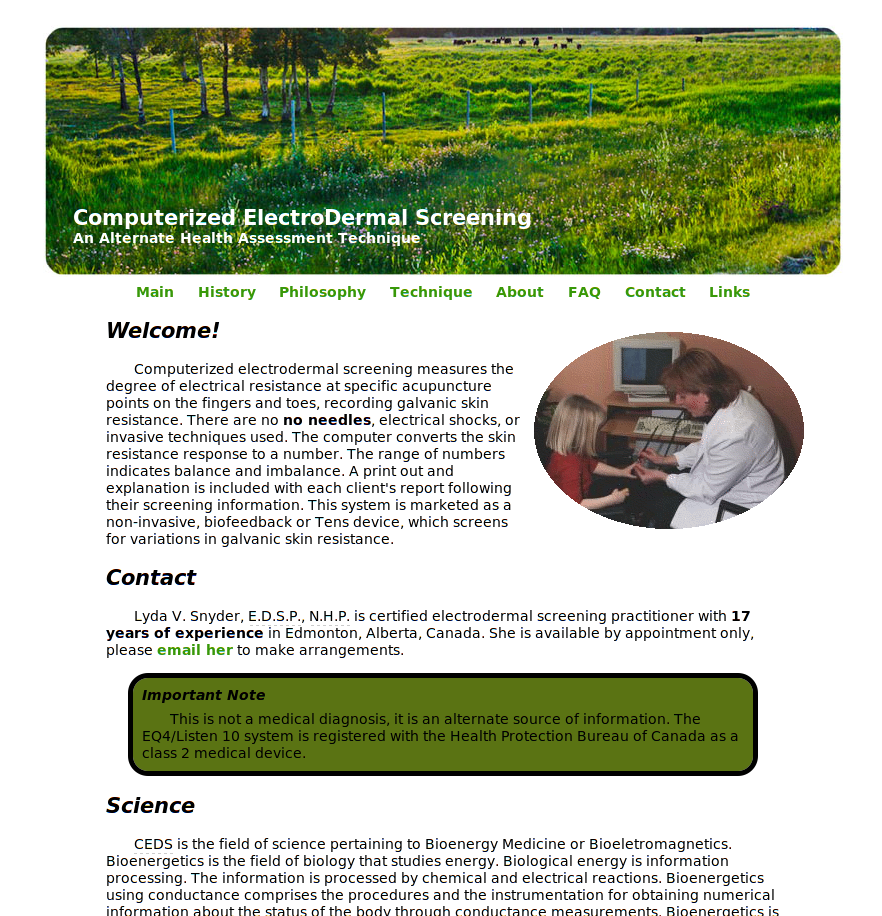 Computerized ElectroDermal Screening
An Alternate Health Assessment Technique
Main History Philosophy Technique About FAQ Contact Links
Welcome!
Computerized electrodermal screening measures the
degree of electrical resistance at specific acupuncture
points on the fingers and toes, recording galvanic skin
resistance. There are no no needles, electrical shocks, or
invasive techniques used. The computer converts the skin
resistance response to a number. The range of numbers
indicates balance and imbalance. A print out and
explanation is included with each client's report following
their screening information. This system is marketed as a
non-invasive, biofeedback or Tens device, which screens
for variations in galvanic skin resistance.
Contact
Lyda V. Snyder, E.D.S.P., N.H.P. is certified electrodermal screening practitioner with 17
years of experience in Edmonton, Alberta, Canada. She is available by appointment only,
please email her to make arrangements.
Important Note
This is not a medical diagnosis, it is an alternate source of information. The
EQ4/Listen 10 system is registered with the Health Protection Bureau of Canada as a
class 2 medical device.
Science
CEDS is the field of science pertaining to Bioenergy Medicine or Bioeletromagnetics.
Bioenergetics is the field of biology that studies energy. Biological energy is information
processing. The information is processed by chemical and electrical reactions. Bioenergetics
using conductance comprises the procedures and the instrumentation for obtaining numerical
information about the status of the body through conductance measurements. Bioenergetics is